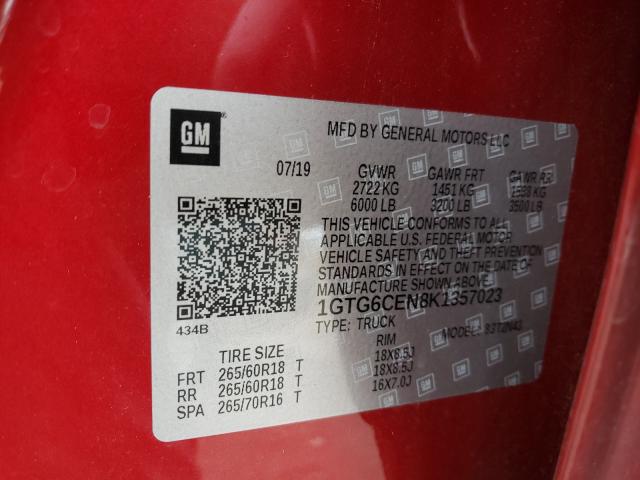 GM
MFD BY GENERAL MOTORS LLC
07/19 GVWR GAWR FRT GAWR RR
2722 KG 1451 KG 1588 KG
6000 LB 3200 LB 3500 LB
THIS VEHICLE CONFORMS TO ALL
APPLICABLE U.S. FEDERAL MOTOR
VEHICLE SAFETY AND THEFT PREVENTION
STANDARDS IN EFFECT ON THE DATE OF
MANUFACTURE SHOWN ABOVE.
1GTG6CEN8K1357023
434B
TYPE: TRUCK MODEL: 83T2N43
TIRE SIZE RIM
FRT 265/60R18 T 18X8.5J
RR 265/60R18 T 18X8.5J
SPA 265/70R16 T 16X7.0J